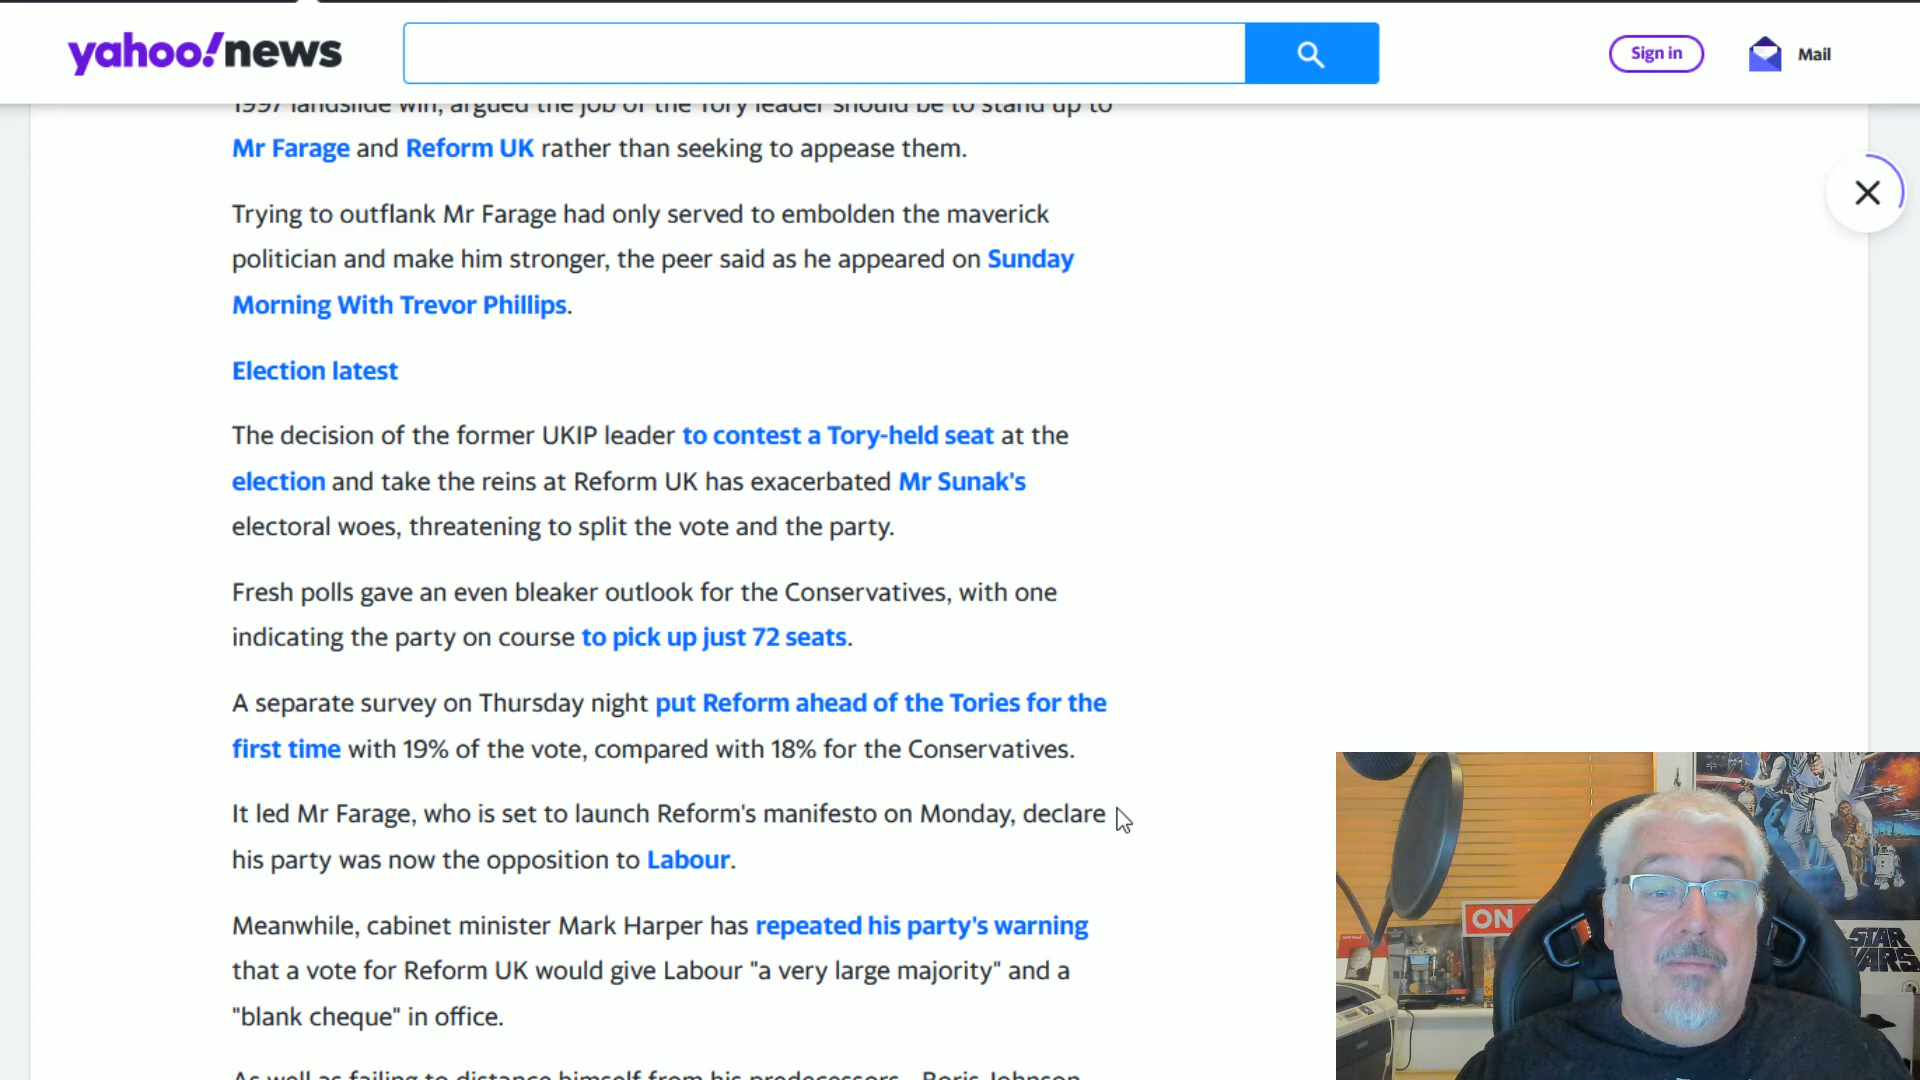 yahoo!news
Sign in
Mail
1997 landslide win, argued the job of the Tory leader should be to stand up to
Mr Farage and Reform UK rather than seeking to appease them.
Trying to outflank Mr Farage had only served to embolden the maverick
politician and make him stronger, the peer said as he appeared on Sunday
Morning With Trevor Phillips.
Election latest
The decision of the former UKIP leader to contest a Tory-held seat at the
election and take the reins at Reform UK has exacerbated Mr Sunak's
electoral woes, threatening to split the vote and the party.
Fresh polls gave an even bleaker outlook for the Conservatives, with one
indicating the party on course to pick up just 72 seats.
A separate survey on Thursday night put Reform ahead of the Tories for the
first time with 19% of the vote, compared with 18% for the Conservatives.
It led Mr Farage, who is set to launch Reform's manifesto on Monday, declare
his party was now the opposition to Labour.
Meanwhile, cabinet minister Mark Harper has repeated his party's warning
that a vote for Reform UK would give Labour "a very large majority" and a
"blank cheque" in office.
As well as failing to distance himself from his predecessors - Boris Johnson
ON
STAR
WARS